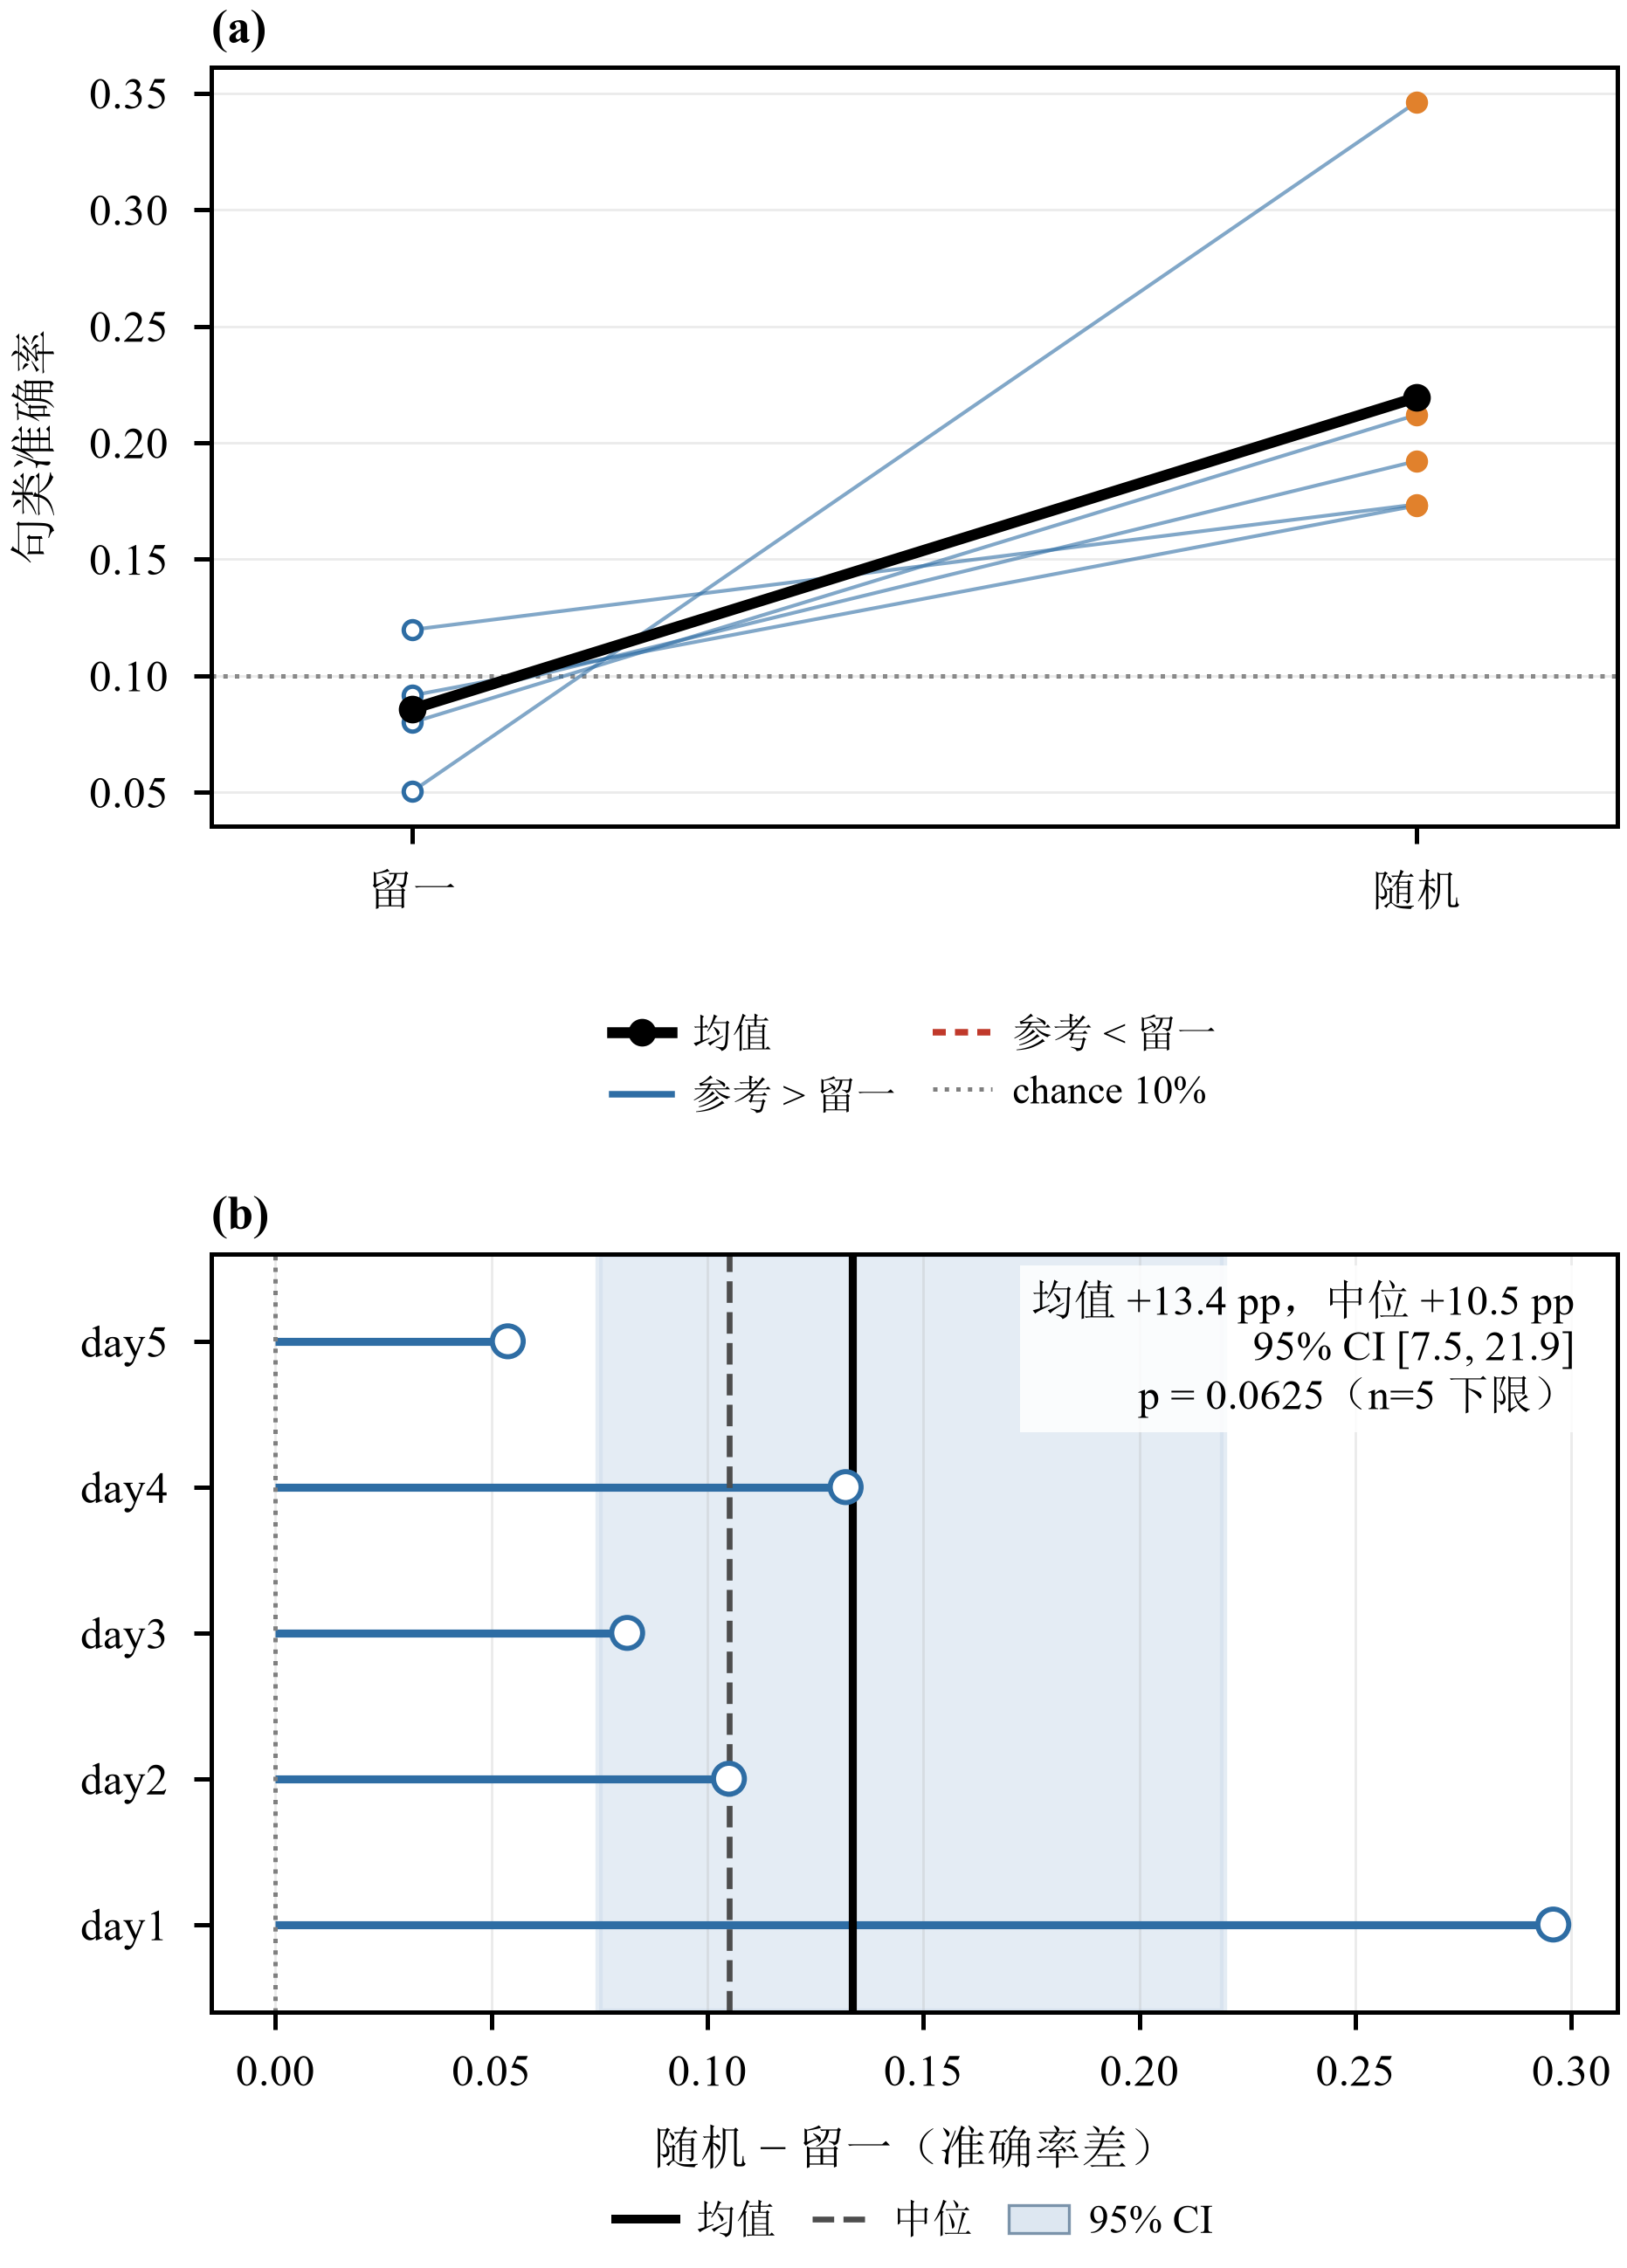 (a)
句类准确率
0.35
0.30
0.25
0.20
0.15
0.10
0.05
留一 随机
均值 参考 < 留一
参考 > 留一 chance 10%
(b)
均值 +13.4 pp，中位 +10.5 pp
95% CI [7.5, 21.9]
p = 0.0625（n=5 下限）
day5
day4
day3
day2
day1
0.00 0.05 0.10 0.15 0.20 0.25 0.30
随机 − 留一（准确率差）
均值 中位 95% CI